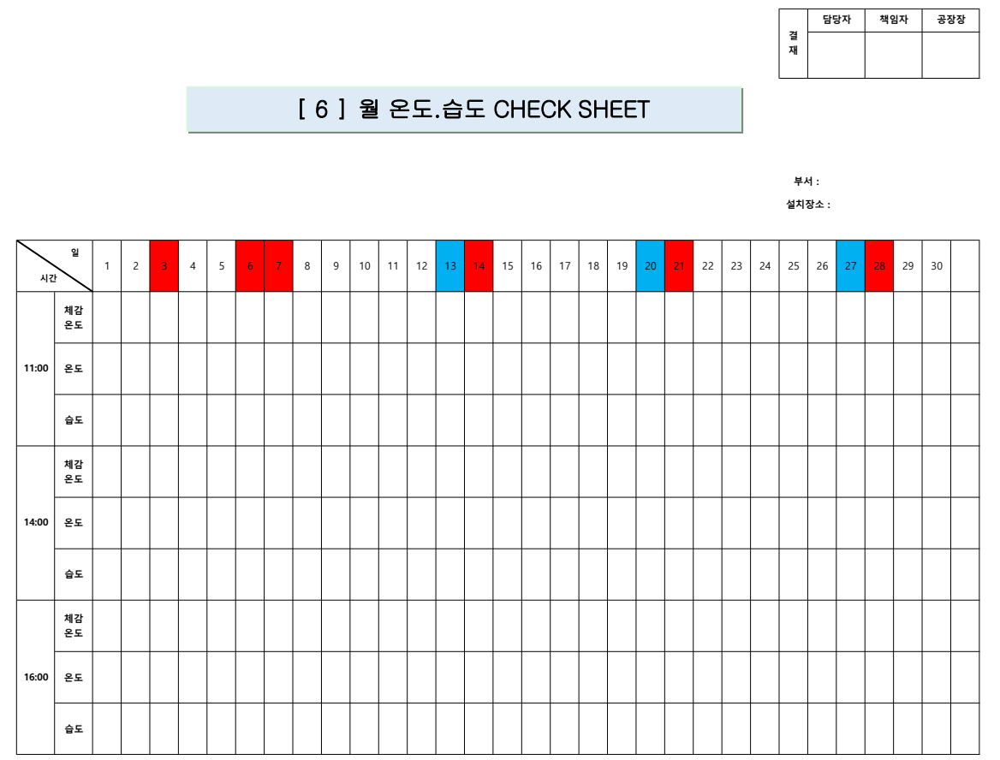 결재
담당자 책임자 공장장
[ 6 ] 월 온도.습도 CHECK SHEET
부서 :
설치장소 :
일
시간
1 2 3 4 5 6 7 8 9 10 11 12 13 14 15 16 17 18 19 20 21 22 23 24 25 26 27 28 29 30
11:00
체감
온도
온도
습도
14:00
체감
온도
온도
습도
16:00
체감
온도
온도
습도